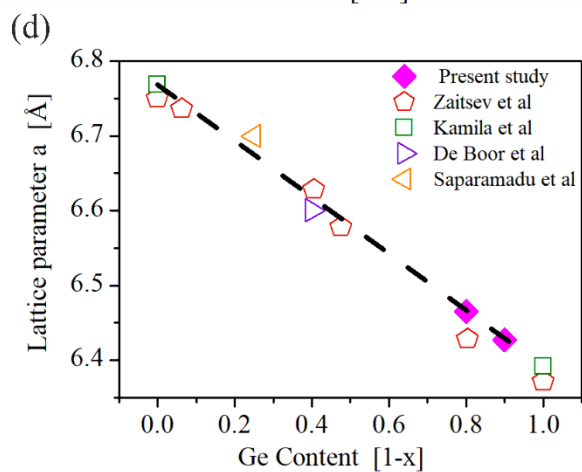 (d)
6.8
6.7
6.6
6.5
6.4
Lattice parameter a [Å]
Present study
Zaitsev et al
Kamila et al
De Boor et al
Saparamadu et al
0.0 0.2 0.4 0.6 0.8 1.0
Ge Content [1-x]